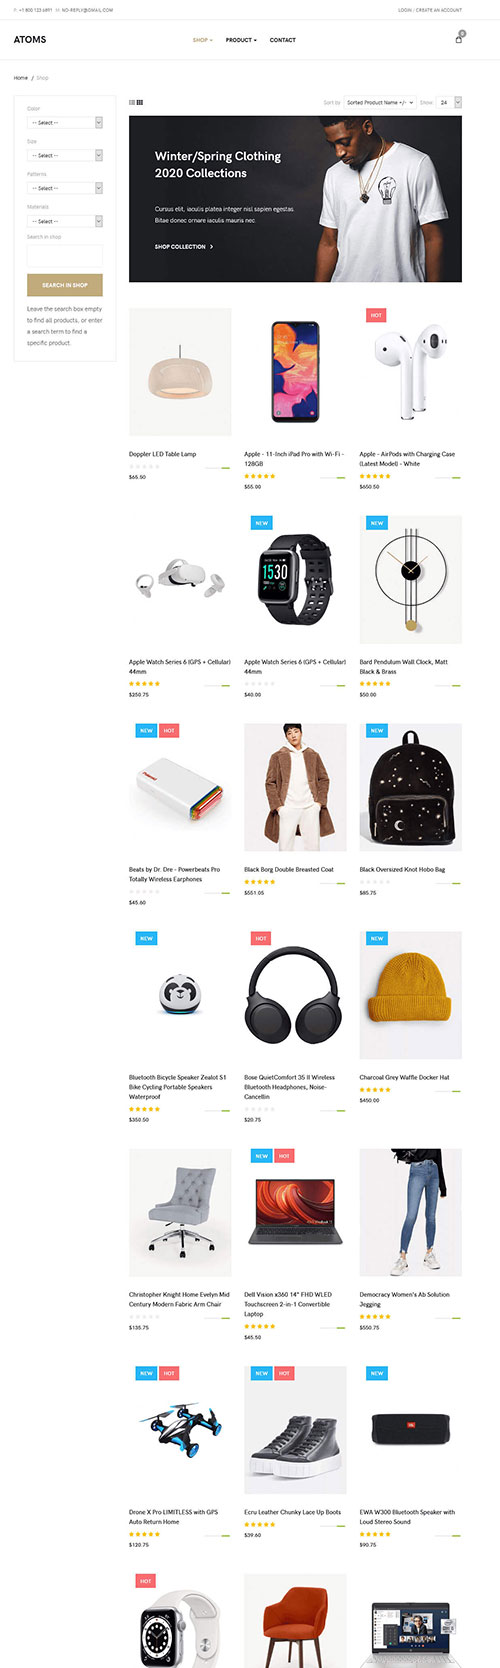 P: +1 800 123 6891 M: NO-REPLY@GMAIL.COM
LOGIN / CREATE AN ACCOUNT
ATOMS
SHOP PRODUCT CONTACT
0
Home / Shop
Color
-- Select --
Size
-- Select --
Patterns
-- Select --
Materials
-- Select --
Search in shop
SEARCH IN SHOP
Leave the search box empty
to find all products, or enter
a search term to find a
specific product.
Sort by Sorted Product Name +/- Show 24
Winter/Spring Clothing
2020 Collections
Cursus elit, iaculis platea integer nisl sapien egestas.
Bitae donec ornare iaculis mauris nec.
SHOP COLLECTION
Doppler LED Table Lamp
$65.50
Apple - 11-Inch iPad Pro with Wi-Fi -
128GB
$55.00
HOT
Apple - AirPods with Charging Case
(Latest Model) - White
$650.50
Apple Watch Series 6 (GPS + Cellular)
44mm
$250.75
NEW
Apple Watch Series 6 (GPS + Cellular)
44mm
$40.00
NEW
Bard Pendulum Wall Clock, Matt
Black & Brass
$50.00
NEW HOT
Polaroid
Beats by Dr. Dre - Powerbeats Pro
Totally Wireless Earphones
$45.60
Black Borg Double Breasted Coat
$551.05
NEW
Black Oversized Knot Hobo Bag
$85.75
NEW
Bluetooth Bicycle Speaker Zealot S1
Bike Cycling Portable Speakers
Waterproof
$350.50
HOT
Bose QuietComfort 35 II Wireless
Bluetooth Headphones, Noise-
Cancellin
$20.75
Charcoal Grey Waffle Docker Hat
$450.00
Christopher Knight Home Evelyn Mid
Century Modern Fabric Arm Chair
$135.75
NEW HOT
Dell Vision x360 14" FHD WLED
Touchscreen 2-in-1 Convertible
Laptop
$45.50
Democracy Women's Ab Solution
Jegging
$550.75
NEW HOT
Drone X Pro LIMITLESS with GPS
Auto Return Home
$120.75
NEW HOT
Ecru Leather Chunky Lace Up Boots
$39.60
NEW
JBL
EWA W300 Bluetooth Speaker with
Loud Stereo Sound
$90.75
HOT